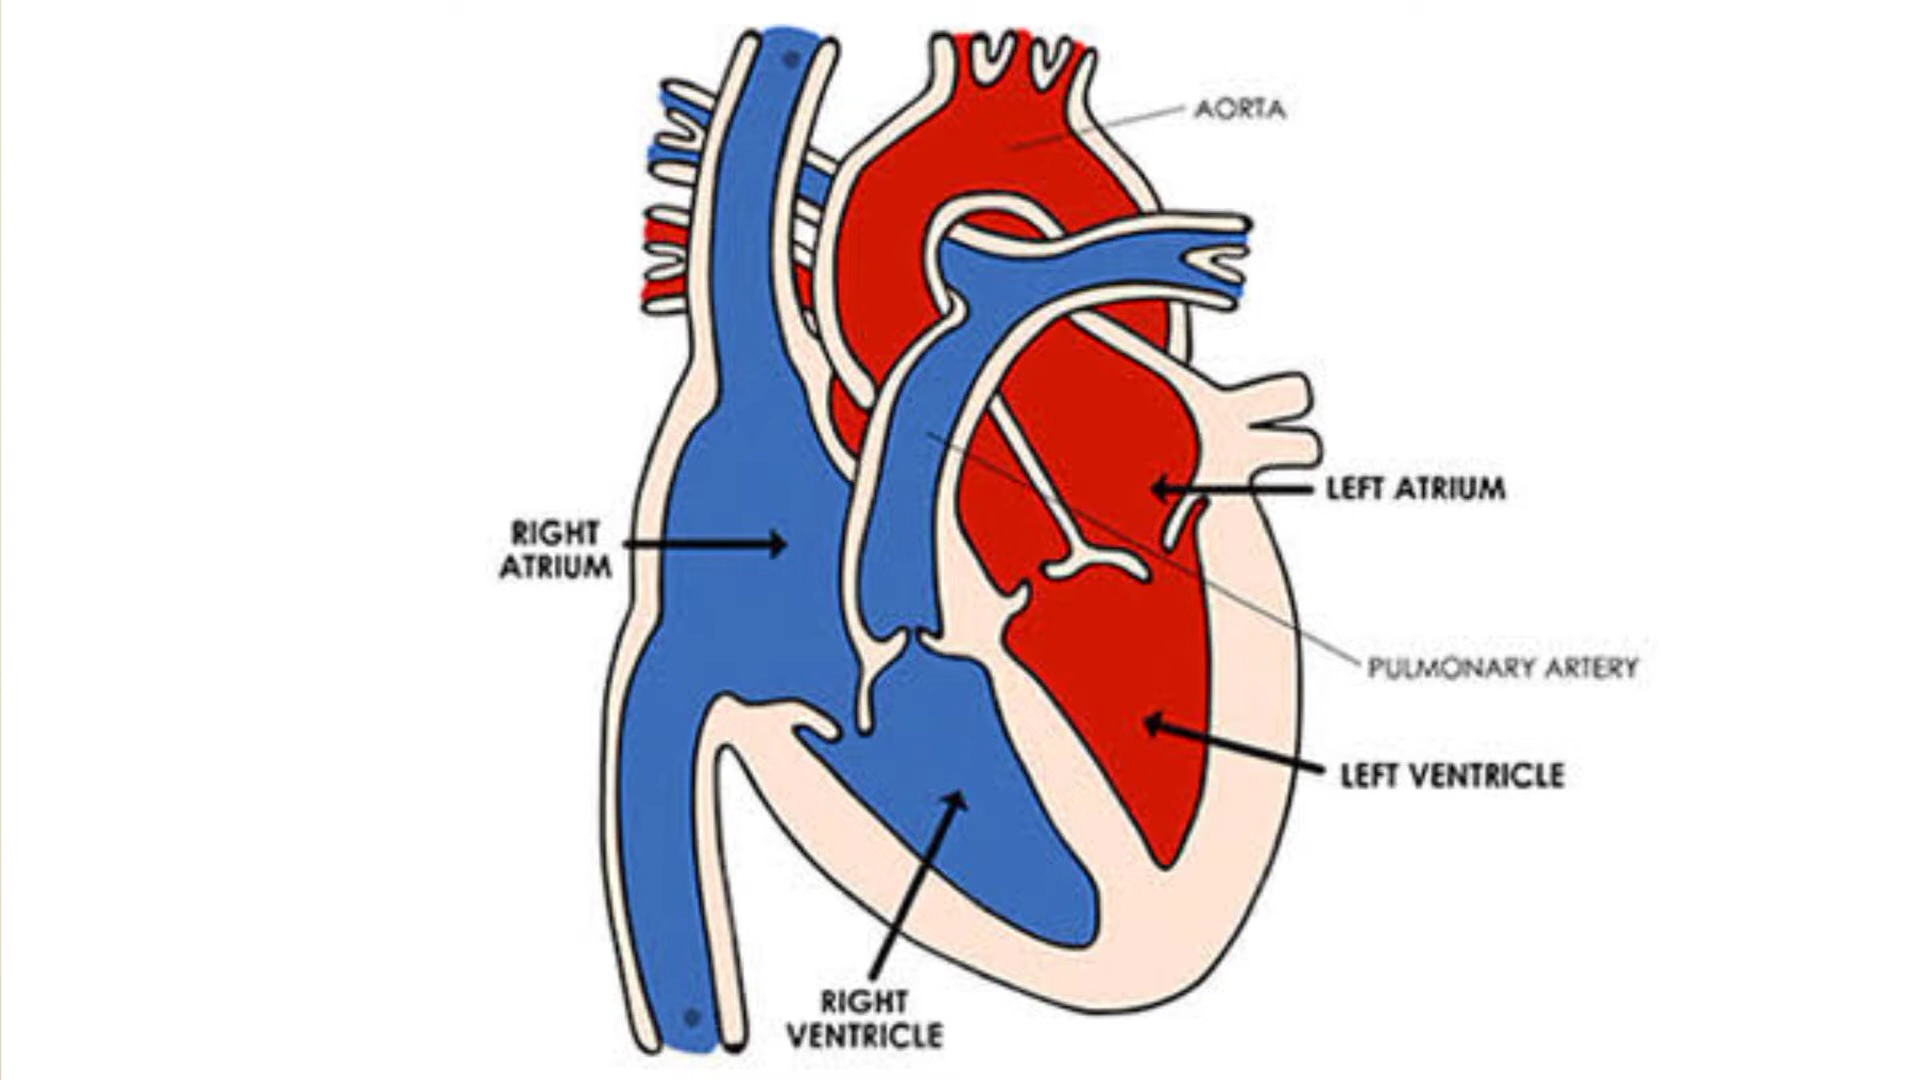 AORTA
LEFT ATRIUM
RIGHT
ATRIUM
PULMONARY ARTERY
LEFT VENTRICLE
RIGHT
VENTRICLE